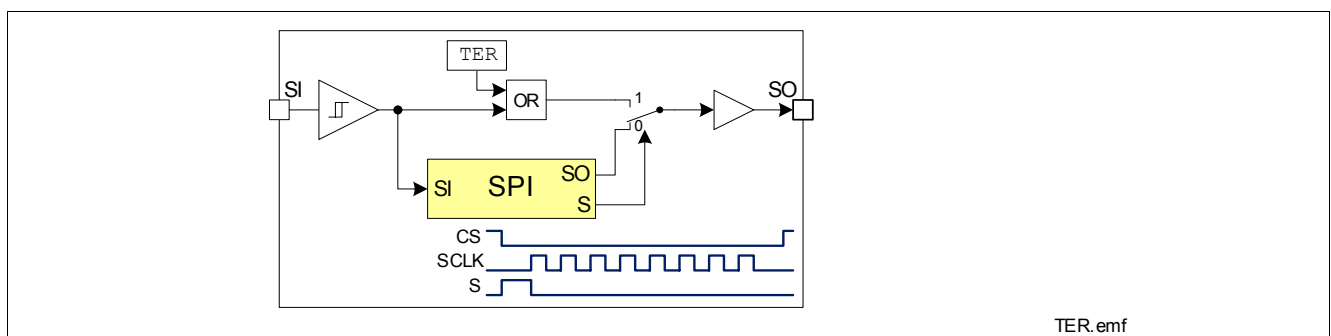 TER
SI
SO
OR
1
0
SI SPI SO
S
CS
SCLK
S
TER.emf